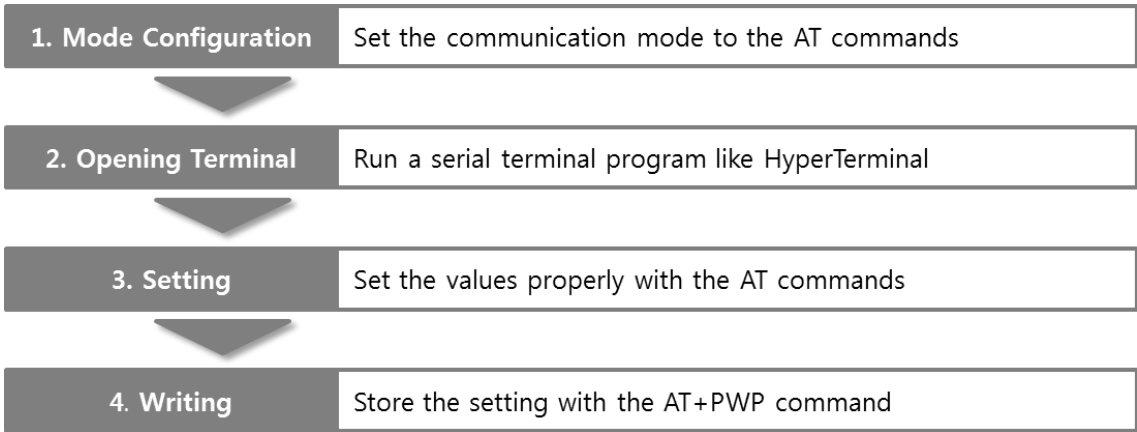 1. Mode Configuration Set the communication mode to the AT commands
2. Opening Terminal Run a serial terminal program like HyperTerminal
3. Setting Set the values properly with the AT commands
4. Writing Store the setting with the AT+PWP command